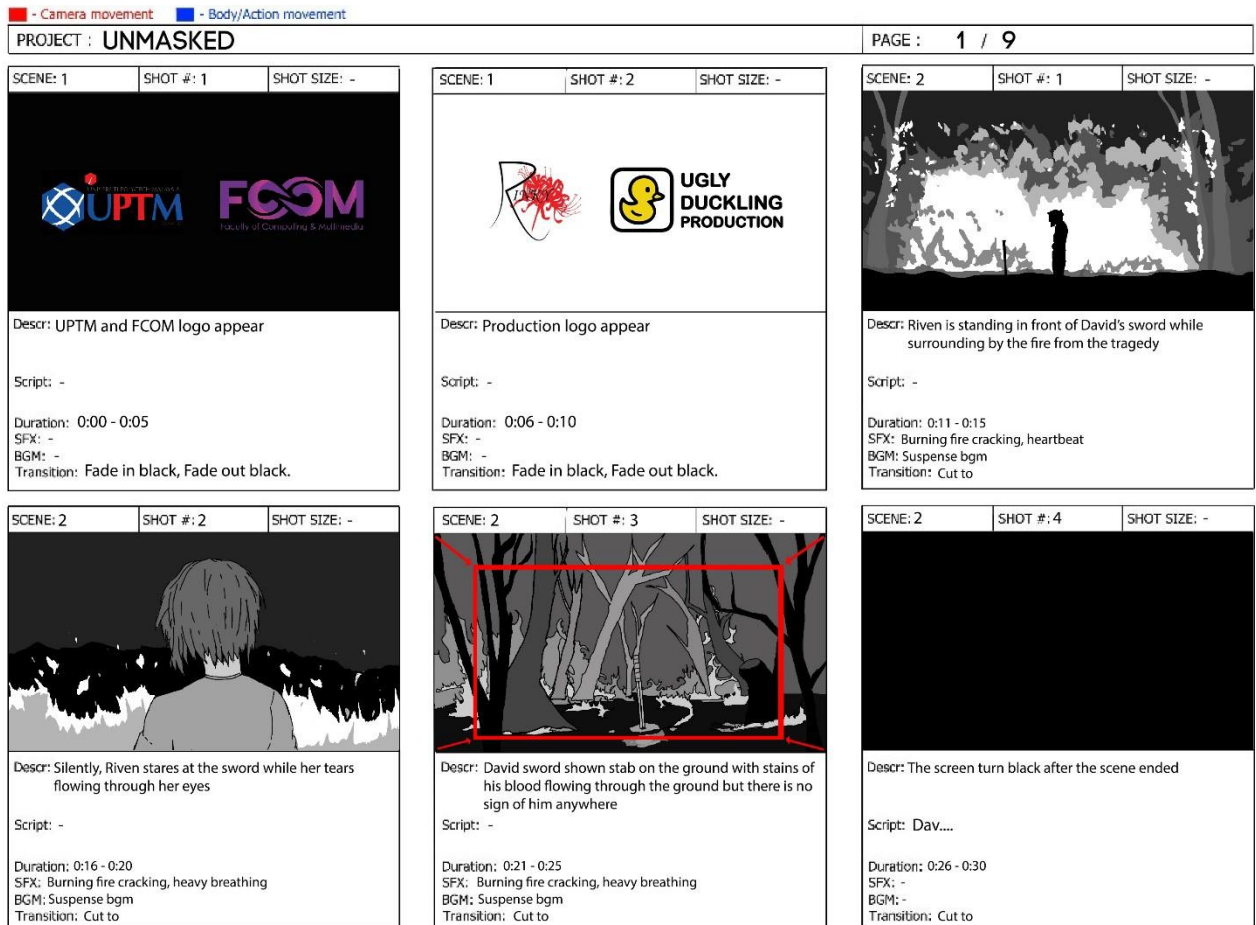 - Camera movement - Body/Action movement
PROJECT : UNMASKED PAGE : 1 / 9
SCENE: 1 SHOT #: 1 SHOT SIZE: -
UPTM FCOM
Faculty of Computing & Multimedia
Descr: UPTM and FCOM logo appear
Script: -
Duration: 0:00 - 0:05
SFX: -
BGM: -
Transition: Fade in black, Fade out black.
SCENE: 1 SHOT #: 2 SHOT SIZE: -
UGLY
DUCKLING
PRODUCTION
Descr: Production logo appear
Script: -
Duration: 0:06 - 0:10
SFX: -
BGM: -
Transition: Fade in black, Fade out black.
SCENE: 2 SHOT #: 1 SHOT SIZE: -
Descr: Riven is standing in front of David's sword while
surrounding by the fire from the tragedy
Script: -
Duration: 0:11 - 0:15
SFX: Burning fire cracking, heartbeat
BGM: Suspense bgm
Transition: Cut to
SCENE: 2 SHOT #: 2 SHOT SIZE: -
Descr: Silently, Riven stares at the sword while her tears
flowing through her eyes
Script: -
Duration: 0:16 - 0:20
SFX: Burning fire cracking, heavy breathing
BGM: Suspense bgm
Transition: Cut to
SCENE: 2 SHOT #: 3 SHOT SIZE: -
Descr: David sword shown stab on the ground with stains of
his blood flowing through the ground but there is no
sign of him anywhere
Script: -
Duration: 0:21 - 0:25
SFX: Burning fire cracking, heavy breathing
BGM: Suspense bgm
Transition: Cut to
SCENE: 2 SHOT #: 4 SHOT SIZE: -
Descr: The screen turn black after the scene ended
Script: Dav....
Duration: 0:26 - 0:30
SFX: -
BGM: -
Transition: Cut to